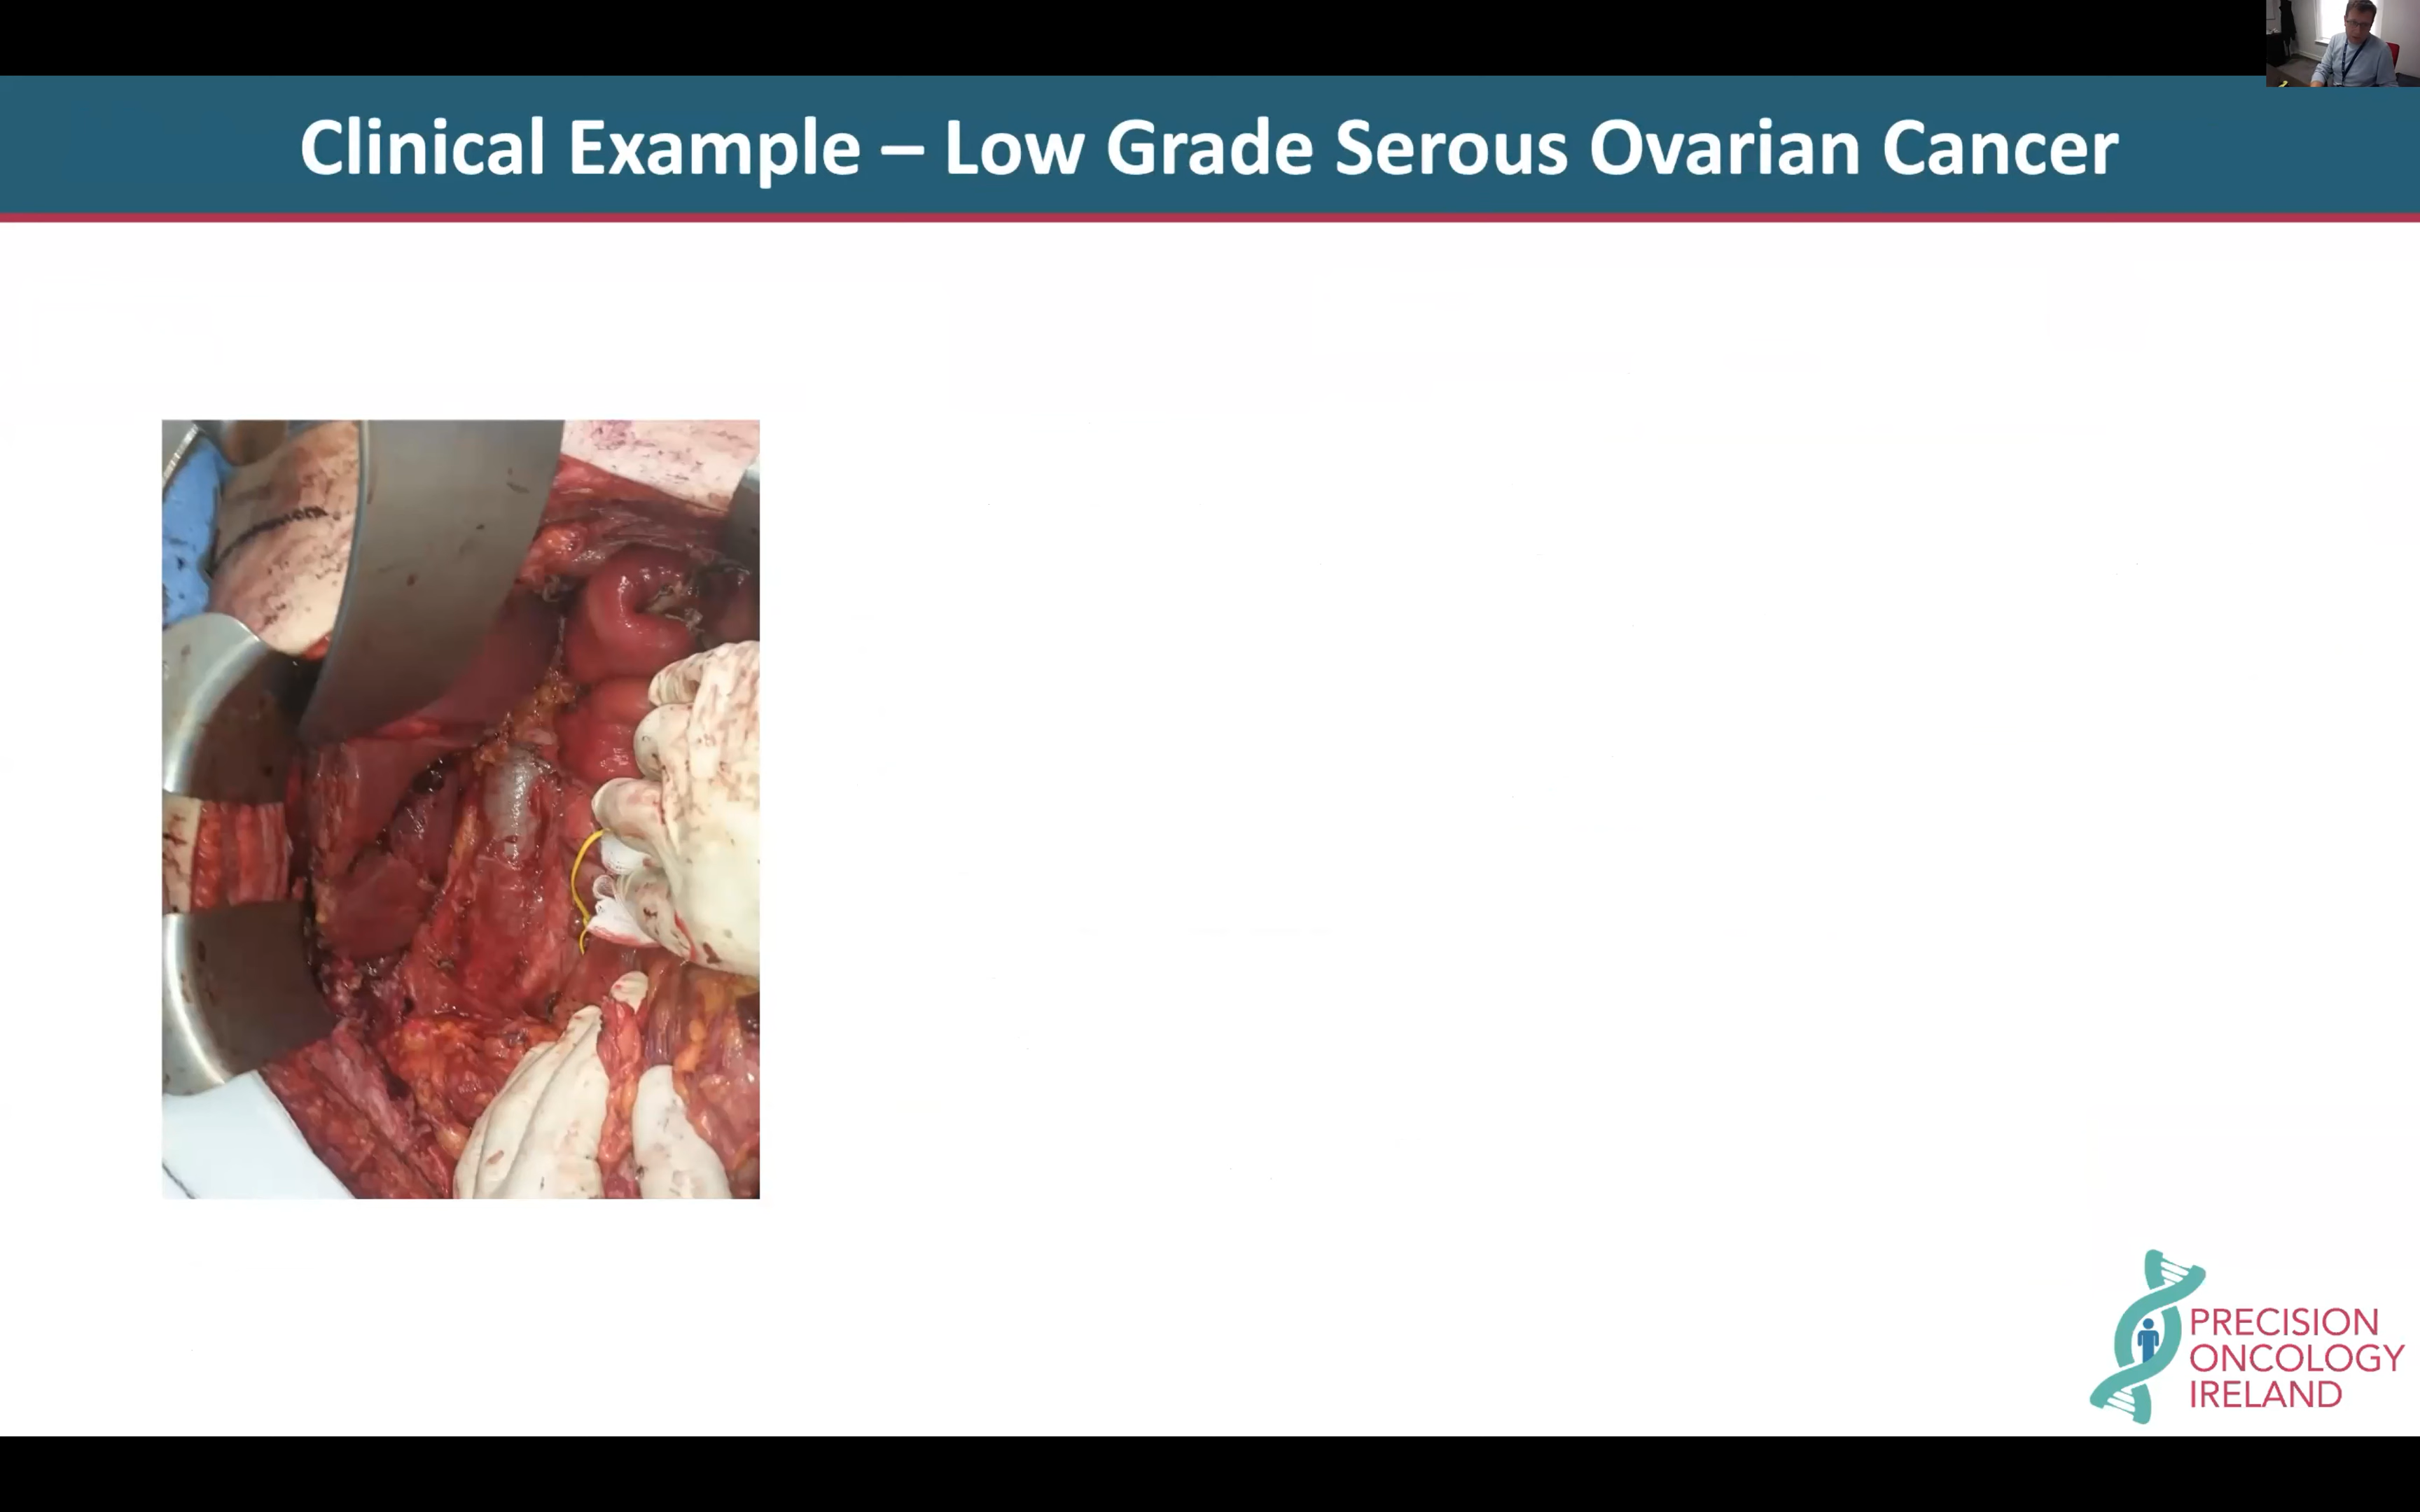 Clinical Example – Low Grade Serous Ovarian Cancer
PRECISION
ONCOLOGY
IRELAND